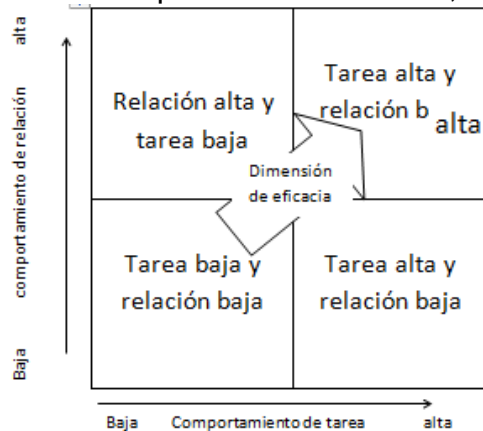 alta
comportamiento de relación
Baja
Relación alta y
tarea baja
Tarea alta y
relación b alta
Dimensión
de eficacia
Tarea baja y
relación baja
Tarea alta y
relación baja
Baja Comportamiento de tarea alta